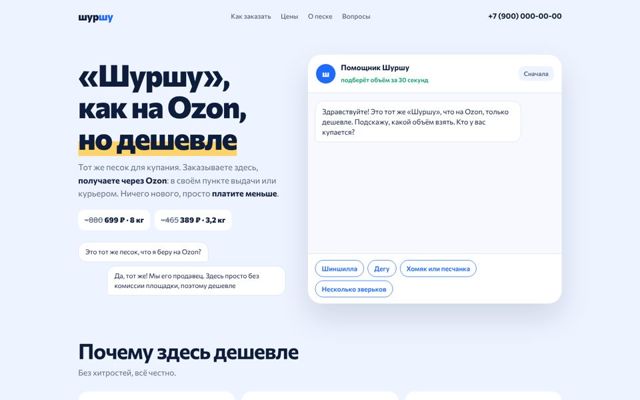 шуршу
Как заказать Цены О песке Вопросы
+7 (900) 000-00-00
«Шуршу»,
как на Ozon,
но дешевле
Тот же песок для купания. Заказываете здесь,
получаете через Ozon: в своём пункте выдачи или
курьером. Ничего нового, просто платите меньше.
~880 699 ₽ · 8 кг
~465 389 ₽ · 3,2 кг
Это тот же песок, что я беру на Ozon?
Да, тот же! Мы его продавец. Здесь просто без
комиссии площадки, поэтому дешевле
ш
Помощник Шуршу
подберёт объём за 30 секунд
Сначала
Здравствуйте! Это тот же «Шуршу», что на Ozon, только
дешевле. Подскажу, какой объём взять. Кто у вас
купается?
Шиншилла Дегу Хомяк или песчанка
Несколько зверьков
Почему здесь дешевле
Без хитростей, всё честно.